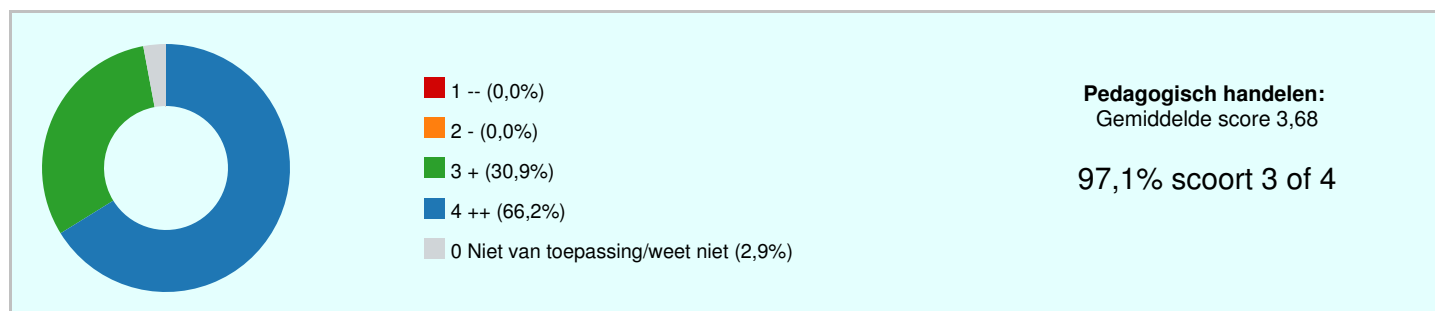 1 -- (0,0%)
2 - (0,0%)
3 + (30,9%)
4 ++ (66,2%)
0 Niet van toepassing/weet niet (2,9%)
Pedagogisch handelen:
Gemiddelde score 3,68
97,1% scoort 3 of 4